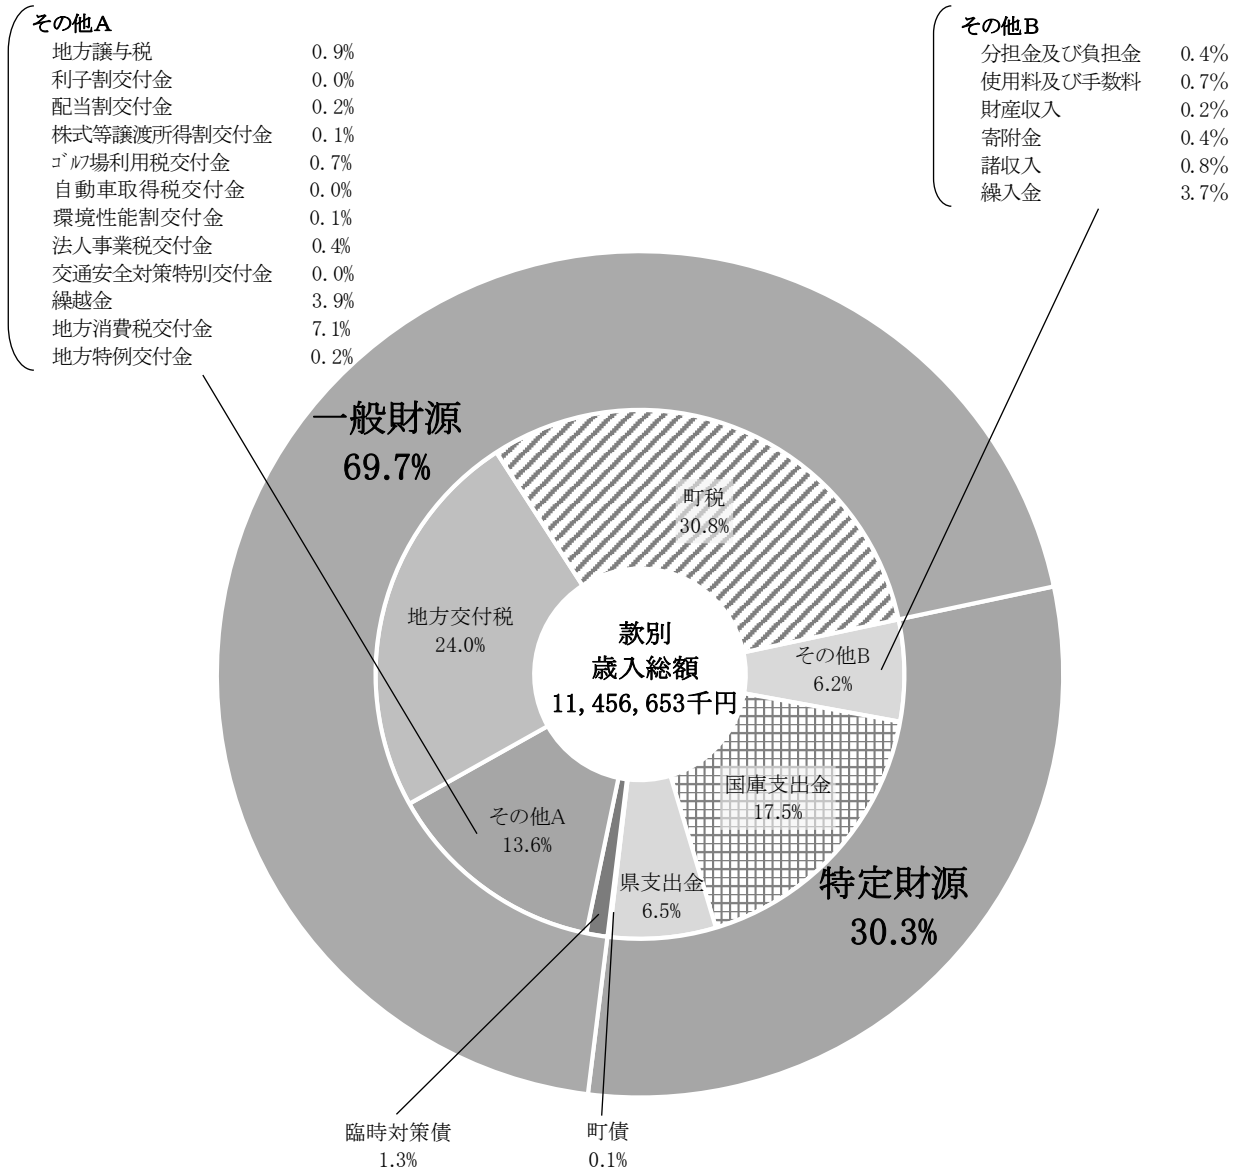 その他A
地方譲与税 0.9%
利子割交付金 0.0%
配当割交付金 0.2%
株式等譲渡所得割交付金 0.1%
ｺﾞﾙﾌ場利用税交付金 0.7%
自動車取得税交付金 0.0%
環境性能割交付金 0.1%
法人事業税交付金 0.4%
交通安全対策特別交付金 0.0%
繰越金 3.9%
地方消費税交付金 7.1%
地方特例交付金 0.2%
その他B
分担金及び負担金 0.4%
使用料及び手数料 0.7%
財産収入 0.2%
寄附金 0.4%
諸収入 0.8%
繰入金 3.7%
一般財源
69.7%
町税
30.8%
地方交付税
24.0%
款別
歳入総額
11,456,653千円
その他B
6.2%
国庫支出金
17.5%
その他A
13.6%
県支出金
6.5%
特定財源
30.3%
臨時対策債
1.3%
町債
0.1%